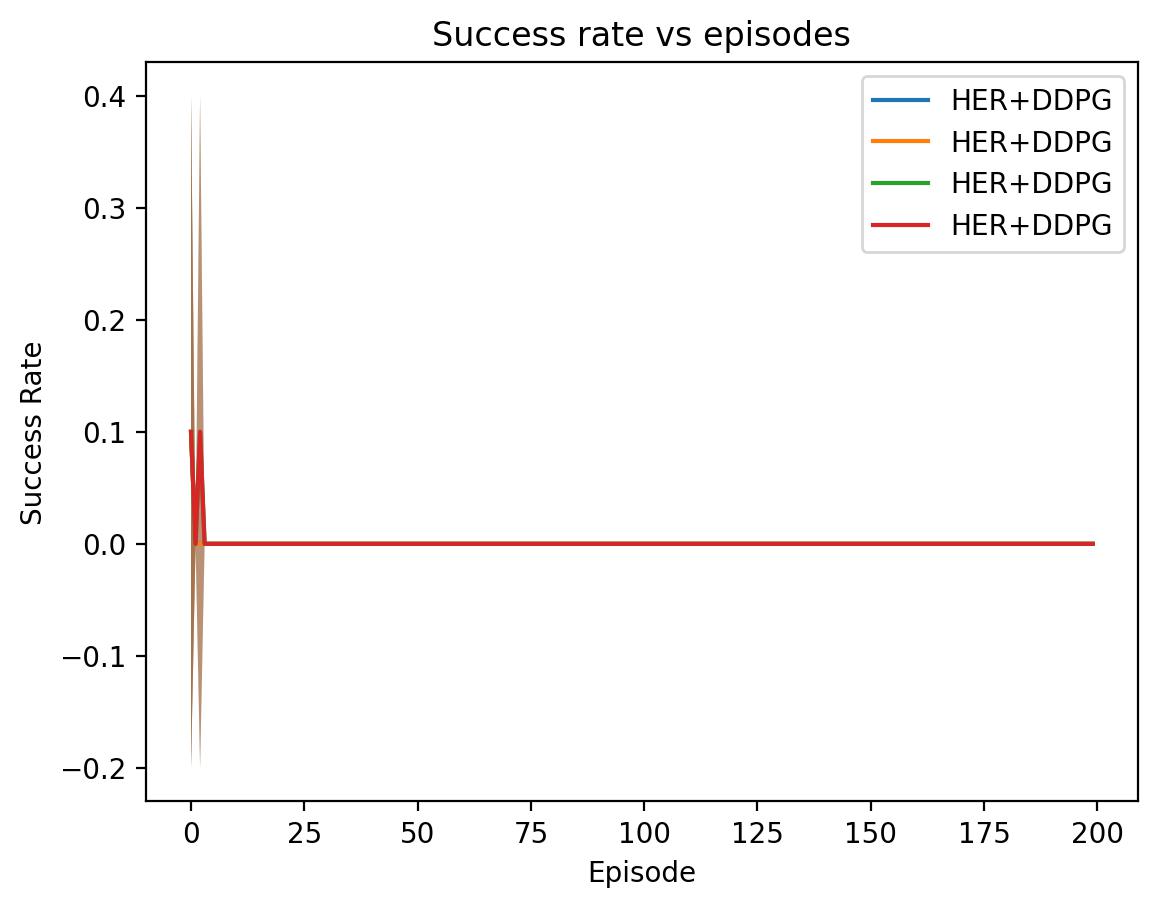 Success rate vs episodes
0.4
0.3
0.2
0.1
0.0
−0.1
−0.2
Success Rate
HER+DDPG
HER+DDPG
HER+DDPG
HER+DDPG
0 25 50 75 100 125 150 175 200
Episode